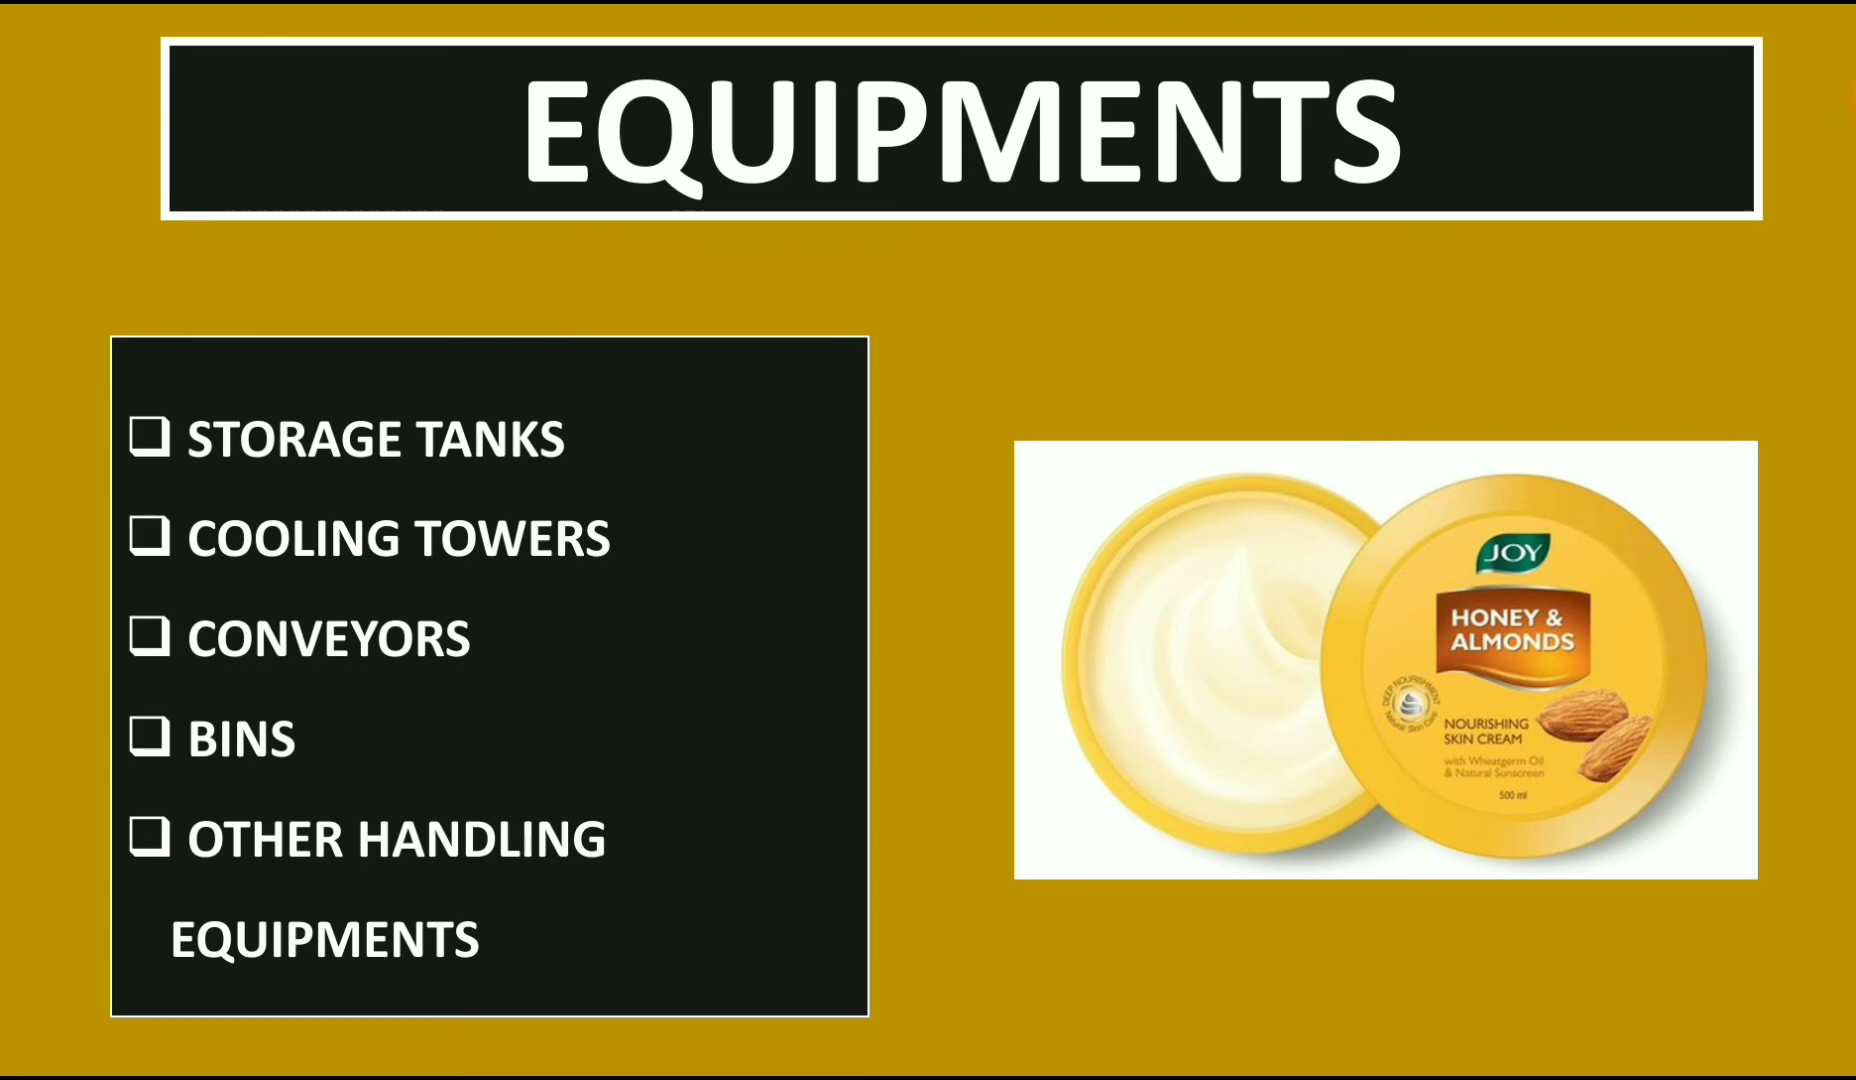 EQUIPMENTS
❑ STORAGE TANKS
❑ COOLING TOWERS
❑ CONVEYORS
❑ BINS
❑ OTHER HANDLING
EQUIPMENTS
JOY
HONEY &
ALMONDS
DEEP NOURISHMENT
Natural Skin Care
NOURISHING
SKIN CREAM
with Wheatgerm Oil
& Natural Sunscreen
500 ml